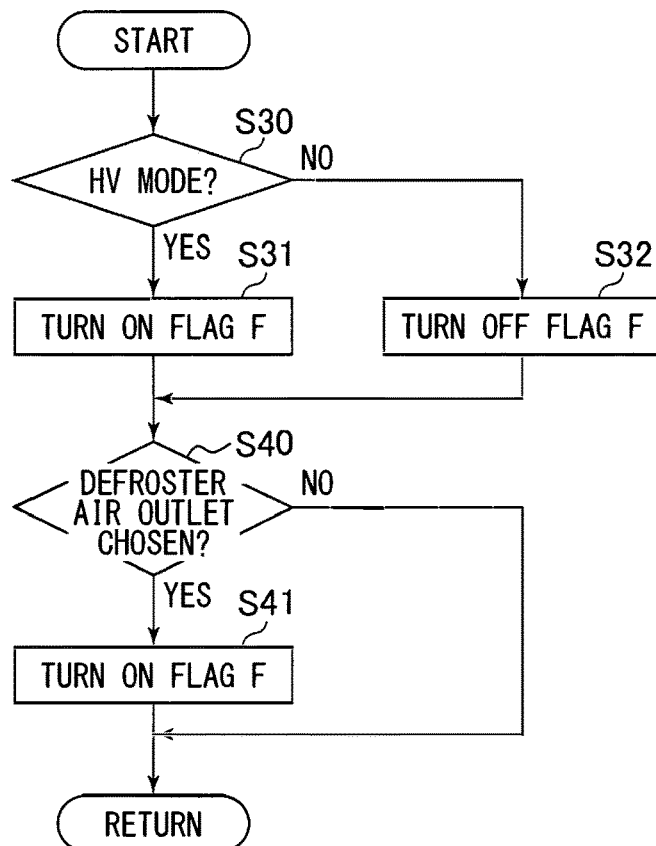 START
S30
HV MODE?
NO
YES
S31
S32
TURN ON FLAG F
TURN OFF FLAG F
S40
DEFROSTER
AIR OUTLET
CHOSEN?
NO
YES
S41
TURN ON FLAG F
RETURN